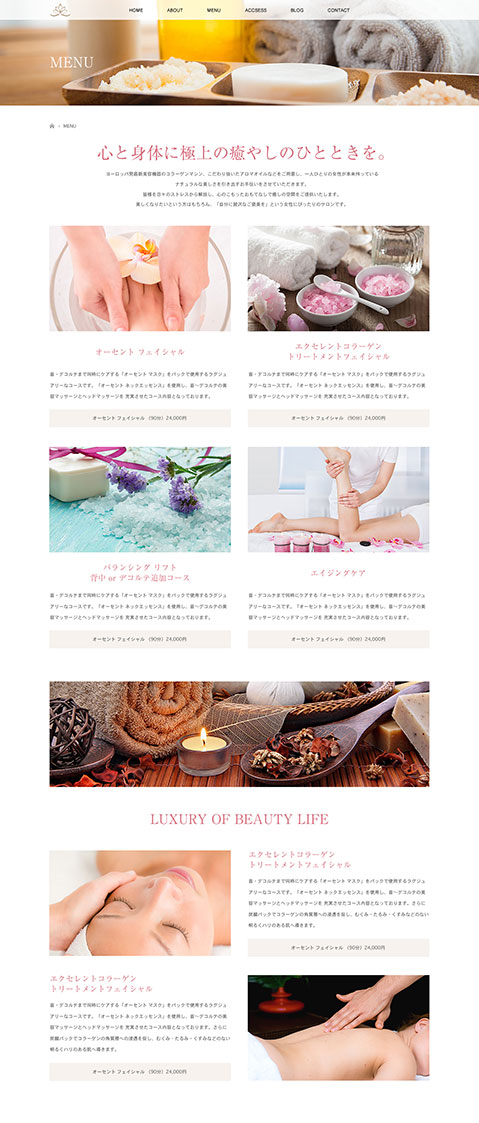 HOME ABOUT MENU ACCSESS BLOG CONTACT
MENU
MENU
心と身体に極上の癒やしのひとときを。
ヨーロッパ発最新美容機器のコラーゲンマシン、こだわり抜いたアロマオイルなどをご用意し、一人ひとりの女性が本来持っている
ナチュラルな美しさを引き出すお手伝いをさせていただきます。
皆様を日々のストレスから解放し、心のこもったおもてなしで癒しの空間をご提供いたします。
美しくなりたいという方はもちろん、「自分に贅沢なご褒美を」という女性にぴったりのサロンです。
オーセント フェイシャル
首・デコルテまで同時にケアする「オーセント マスク」をパックで使用するラグジュ
アリーなコースです。「オーセント ネックエッセンス」を使用し、首〜デコルテの美
容マッサージとヘッドマッサージを 充実させたコース内容となっております。
オーセント フェイシャル （90分）24,000円
エクセレントコラーゲン
トリートメントフェイシャル
首・デコルテまで同時にケアする「オーセント マスク」をパックで使用するラグジュ
アリーなコースです。「オーセント ネックエッセンス」を使用し、首〜デコルテの美
容マッサージとヘッドマッサージを 充実させたコース内容となっております。
オーセント フェイシャル （90分）24,000円
バランシング リフト
背中 or デコルテ追加コース
首・デコルテまで同時にケアする「オーセント マスク」をパックで使用するラグジュ
アリーなコースです。「オーセント ネックエッセンス」を使用し、首〜デコルテの美
容マッサージとヘッドマッサージを 充実させたコース内容となっております。
オーセント フェイシャル （90分）24,000円
エイジングケア
首・デコルテまで同時にケアする「オーセント マスク」をパックで使用するラグジュ
アリーなコースです。「オーセント ネックエッセンス」を使用し、首〜デコルテの美
容マッサージとヘッドマッサージを 充実させたコース内容となっております。
オーセント フェイシャル （90分）24,000円
LUXURY OF BEAUTY LIFE
エクセレントコラーゲン
トリートメントフェイシャル
首・デコルテまで同時にケアする「オーセント マスク」をパックで使用するラグジュ
アリーなコースです。「オーセント ネックエッセンス」を使用し、首〜デコルテの美
容マッサージとヘッドマッサージを 充実させたコース内容となっております。さらに
炭酸パックでコラーゲンの角質層への浸透を促し、むくみ・たるみ・くすみなどのない
明るくハリのある肌へ導きます。
オーセント フェイシャル （90分）24,000円
エクセレントコラーゲン
トリートメントフェイシャル
首・デコルテまで同時にケアする「オーセント マスク」をパックで使用するラグジュ
アリーなコースです。「オーセント ネックエッセンス」を使用し、首〜デコルテの美
容マッサージとヘッドマッサージを 充実させたコース内容となっております。さらに
炭酸パックでコラーゲンの角質層への浸透を促し、むくみ・たるみ・くすみなどのない
明るくハリのある肌へ導きます。
オーセント フェイシャル （90分）24,000円